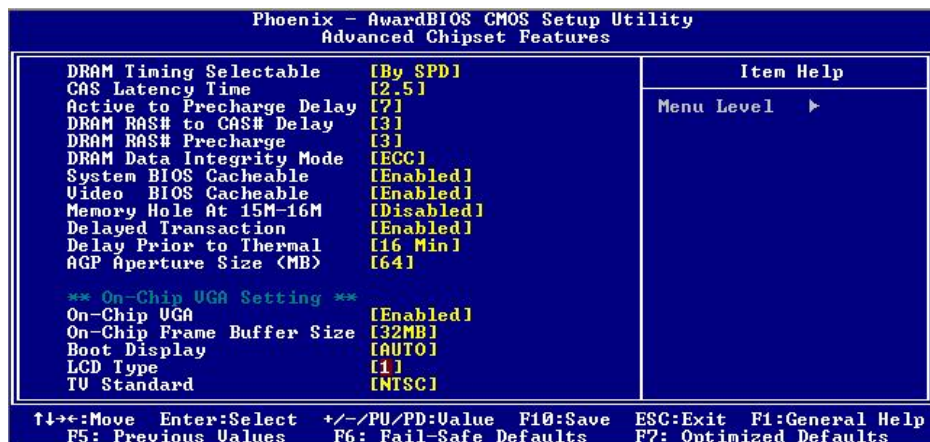 Phoenix - AwardBIOS CMOS Setup Utility
Advanced Chipset Features
DRAM Timing Selectable [By SPD]
CAS Latency Time [2.5]
Active to Precharge Delay [7]
DRAM RAS# to CAS# Delay [3]
DRAM RAS# Precharge [3]
DRAM Data Integrity Mode [ECC]
System BIOS Cacheable [Enabled]
Video BIOS Cacheable [Enabled]
Memory Hole At 15M-16M [Disabled]
Delayed Transaction [Enabled]
Delay Prior to Thermal [16 Min]
AGP Aperture Size (MB) [64]
** On-Chip VGA Setting **
On-Chip VGA [Enabled]
On-Chip Frame Buffer Size [32MB]
Boot Display [AUTO]
LCD Type [1]
TV Standard [NTSC]
Item Help
Menu Level ►
↑↓→←:Move Enter:Select +/-/PU/PD:Value F10:Save ESC:Exit F1:General Help
F5: Previous Values F6: Fail-Safe Defaults F7: Optimized Defaults